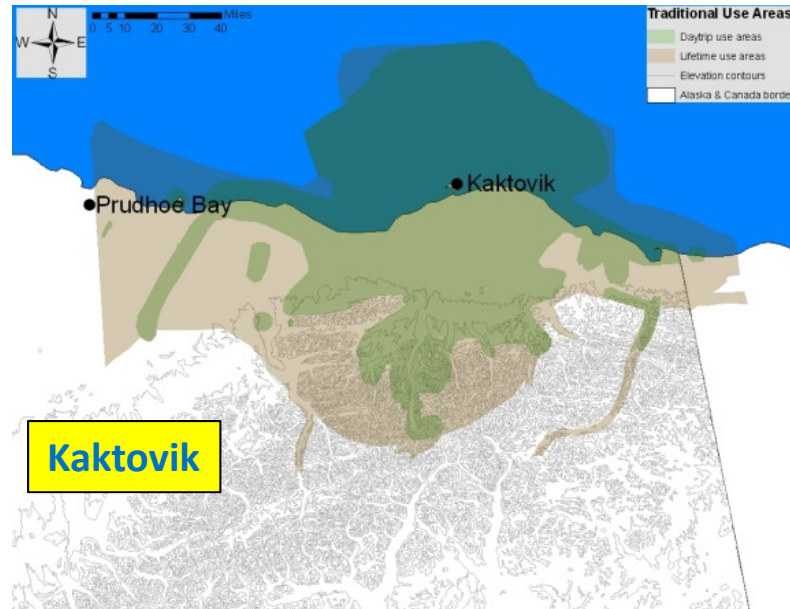 N
W E
S
0 5 10 20 30 40 Miles
Traditional Use Areas
Daytrip use areas
Lifetime use areas
Elevation contours
Alaska & Canada border
Kaktovik
Prudhoe Bay
Kaktovik